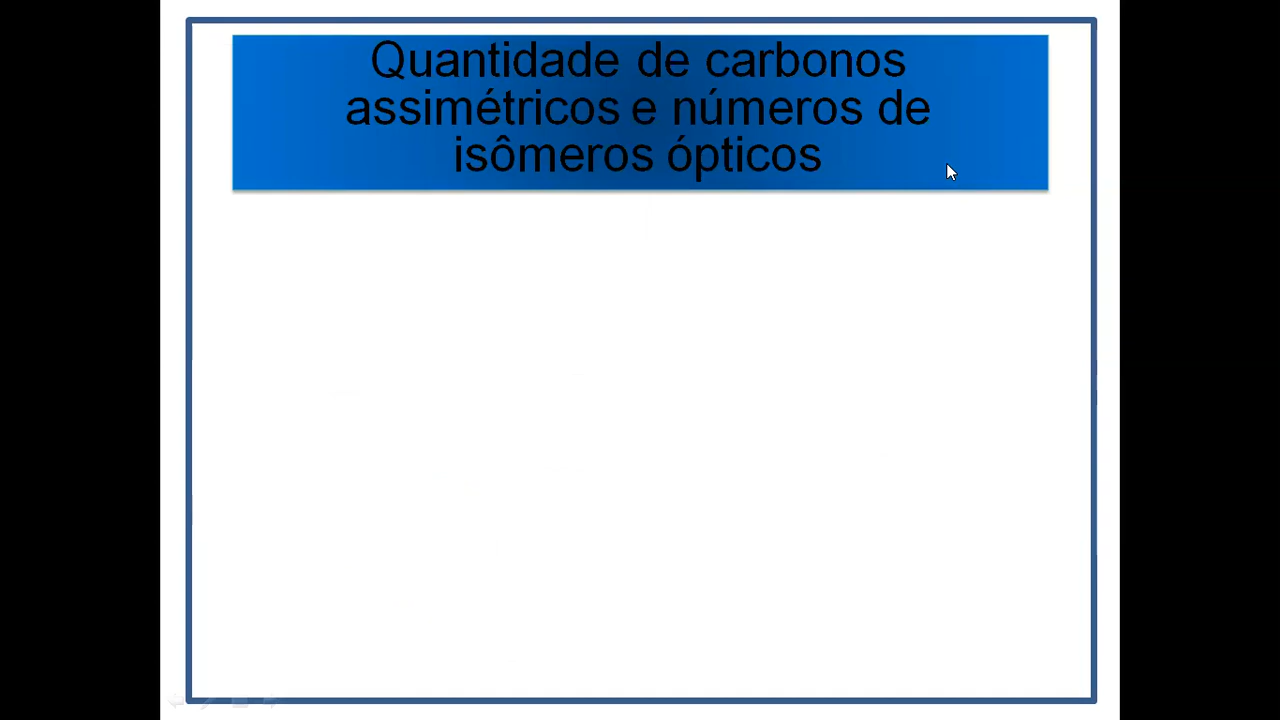 Quantidade de carbonos
assimétricos e números de
isômeros ópticos